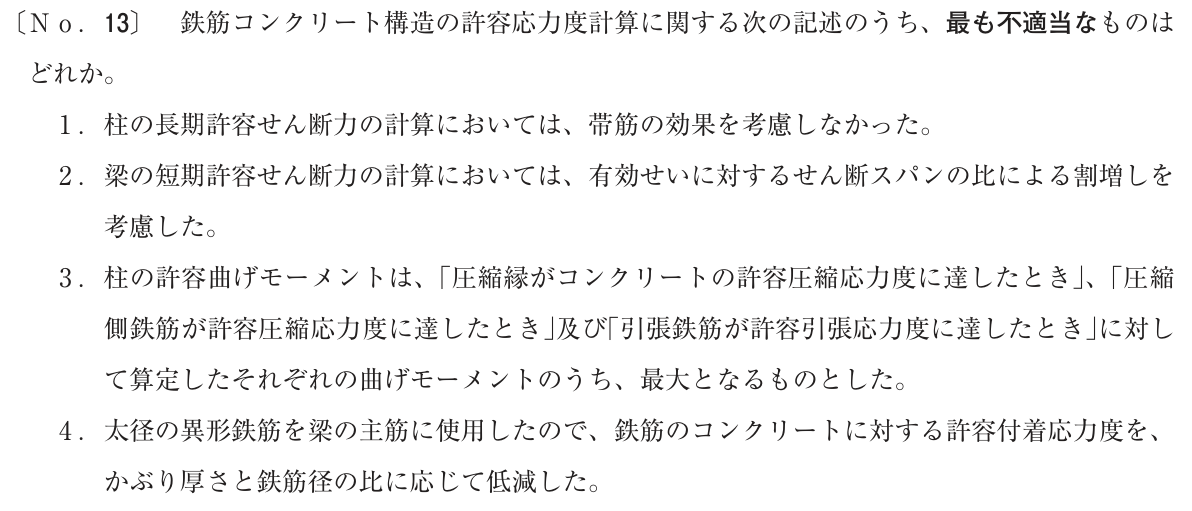 〔Ｎｏ．13〕　鉄筋コンクリート構造の許容応力度計算に関する次の記述のうち、最も不適当なものは
どれか。
１．柱の長期許容せん断力の計算においては、帯筋の効果を考慮しなかった。
２．梁の短期許容せん断力の計算においては、有効せいに対するせん断スパンの比による割増しを
考慮した。
３．柱の許容曲げモーメントは、「圧縮縁がコンクリートの許容圧縮応力度に達したとき」、「圧縮
側鉄筋が許容圧縮応力度に達したとき」及び「引張鉄筋が許容引張応力度に達したとき」に対し
て算定したそれぞれの曲げモーメントのうち、最大となるものとした。
４．太径の異形鉄筋を梁の主筋に使用したので、鉄筋のコンクリートに対する許容付着応力度を、
かぶり厚さと鉄筋径の比に応じて低減した。